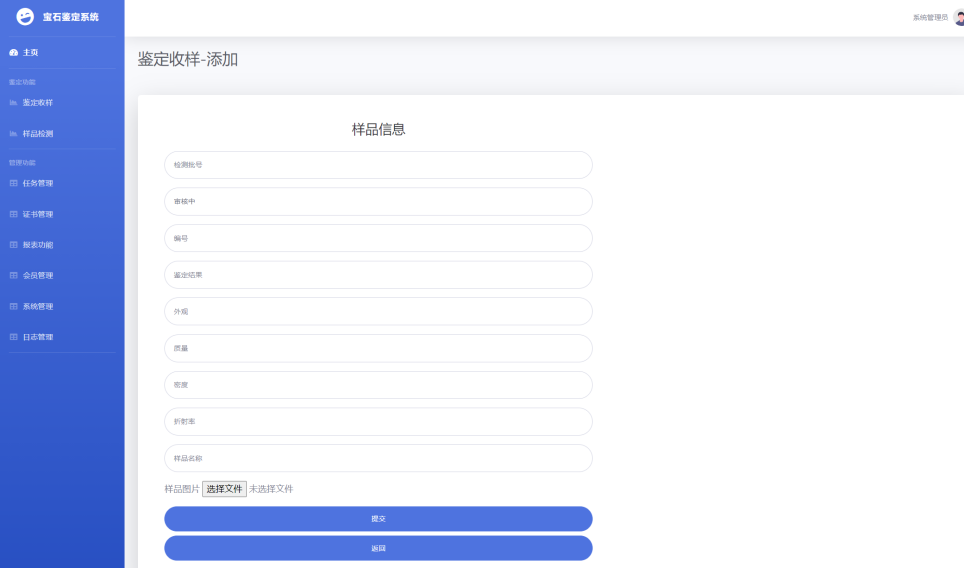 宝石鉴定系统
系统管理员
主页
鉴定功能
鉴定收样
样品检测
管理功能
任务管理
证书管理
报表功能
会员管理
系统管理
日志管理
鉴定收样-添加
样品信息
检测批号
审核中
编号
鉴定结果
外观
质量
密度
折射率
样品名称
样品图片 选择文件 未选择文件
提交
返回